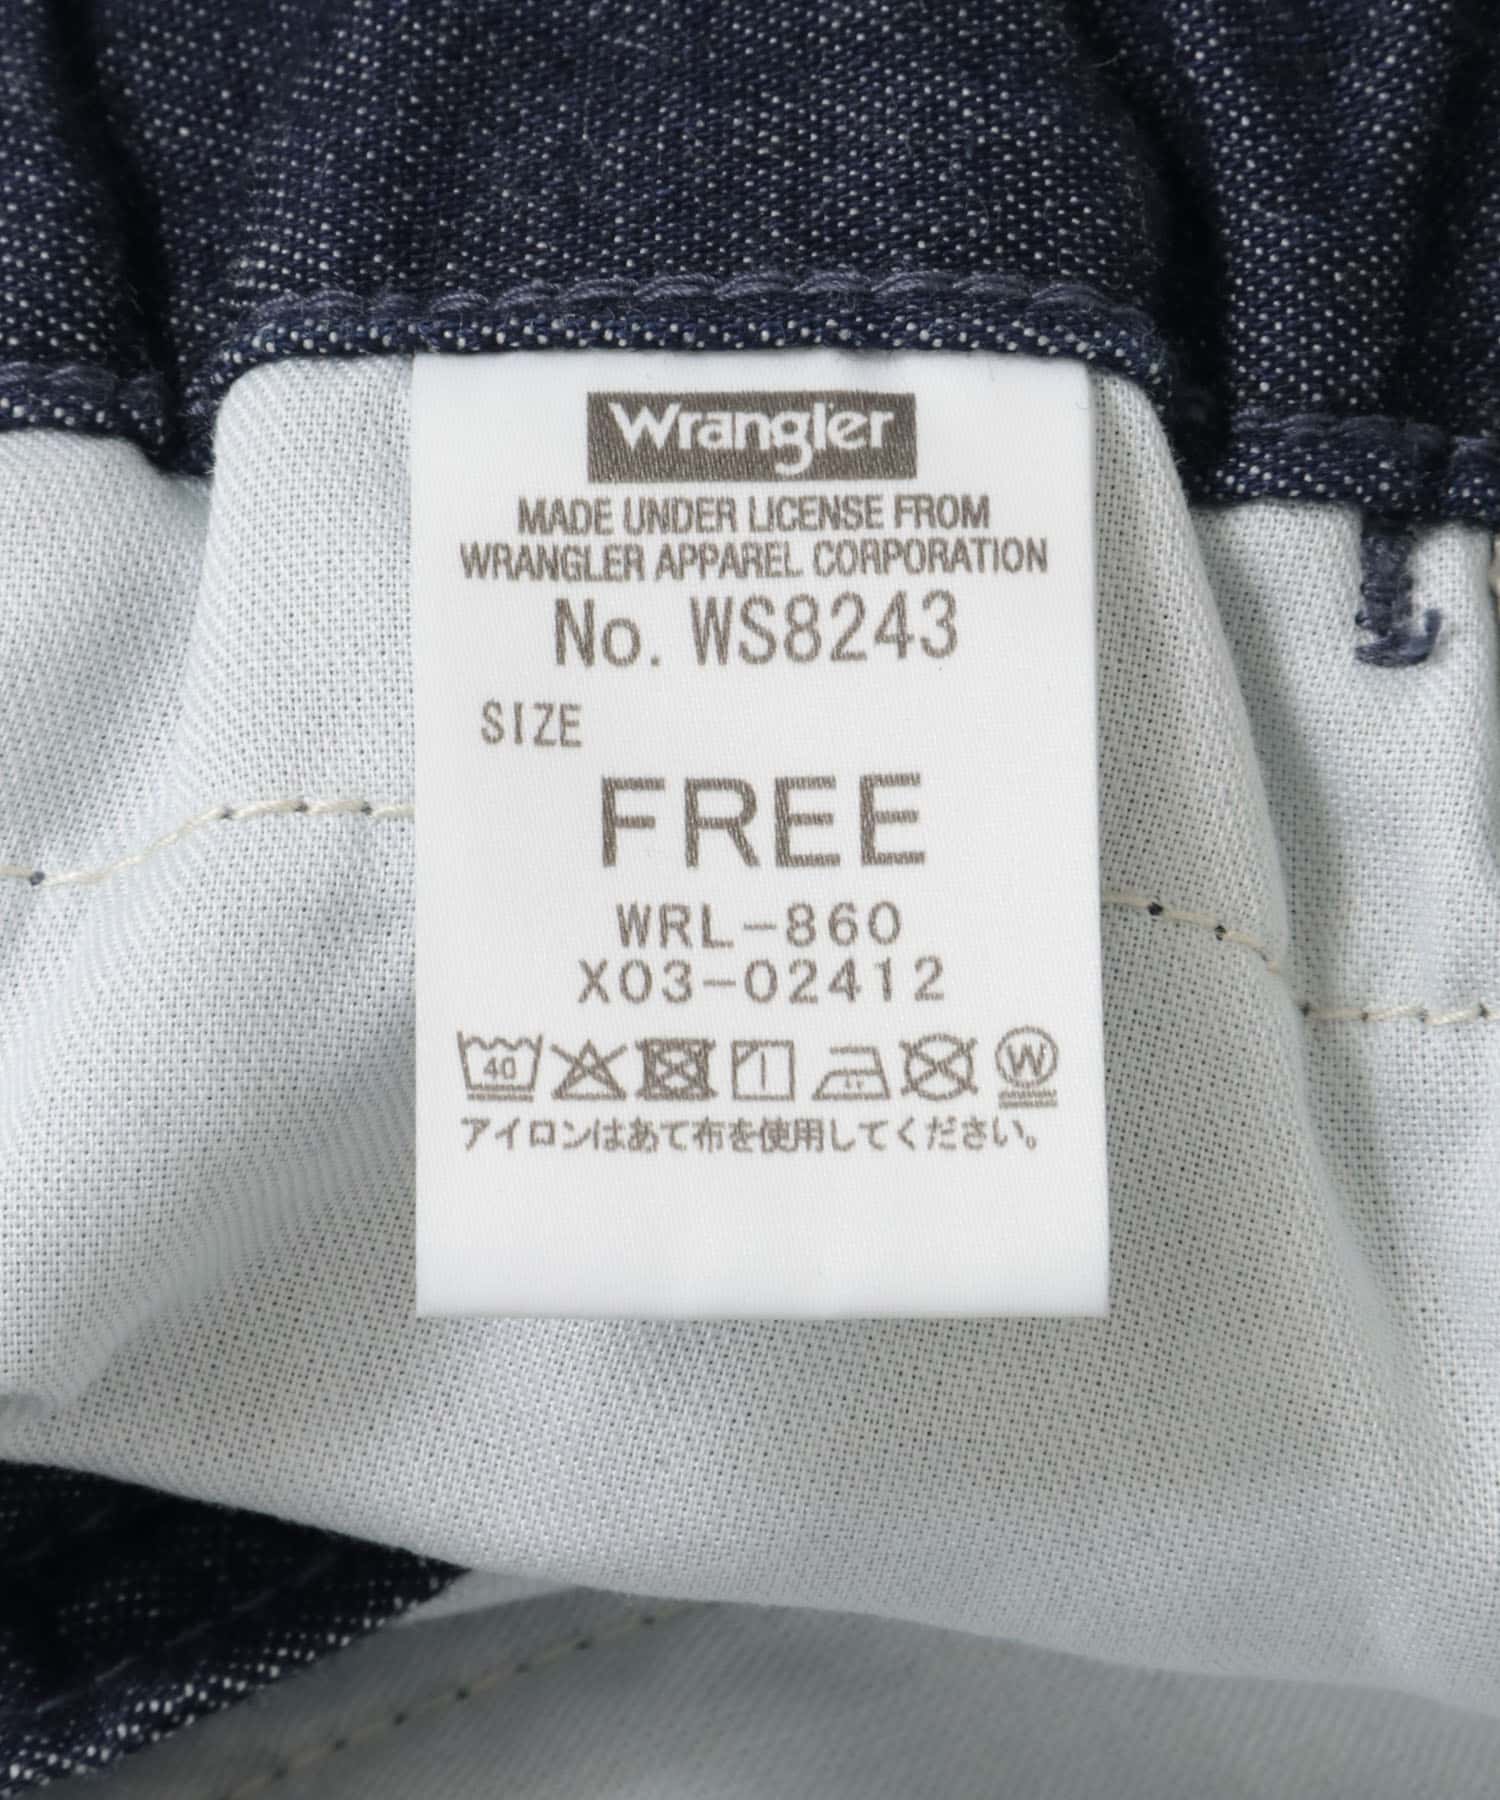 Wrangler
MADE UNDER LICENSE FROM
WRANGLER APPAREL CORPORATION
No. WS8243
SIZE
FREE
WRL-860
X03-02412
40
W
アイロンはあて布を使用してください。